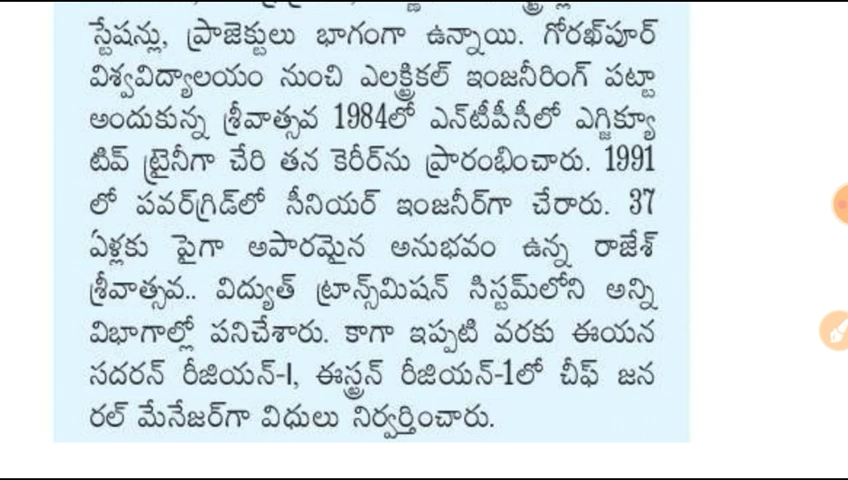 స్టేషన్లు, ప్రాజెక్టులు భాగంగా ఉన్నాయి. గోరఖ్‌పూర్
విశ్వవిద్యాలయం నుంచి ఎలక్ట్రికల్ ఇంజనీరింగ్ పట్టా
అందుకున్న శ్రీవాత్సవ 1984లో ఎన్‌టీపీసీలో ఎగ్జిక్యూ
టివ్ ట్రైనీగా చేరి తన కెరీర్‌ను ప్రారంభించారు. 1991
లో పవర్‌గ్రిడ్‌లో సీనియర్ ఇంజనీర్‌గా చేరారు. 37
ఏళ్లకు పైగా అపారమైన అనుభవం ఉన్న రాజేశ్
శ్రీవాత్సవ.. విద్యుత్ ట్రాన్స్‌మిషన్ సిస్టమ్‌లోని అన్ని
విభాగాల్లో పనిచేశారు. కాగా ఇప్పటి వరకు ఈయన
సదరన్ రీజియన్-I, ఈస్ట్రన్ రీజియన్-1లో చీఫ్ జన
రల్ మేనేజర్‌గా విధులు నిర్వర్తించారు.